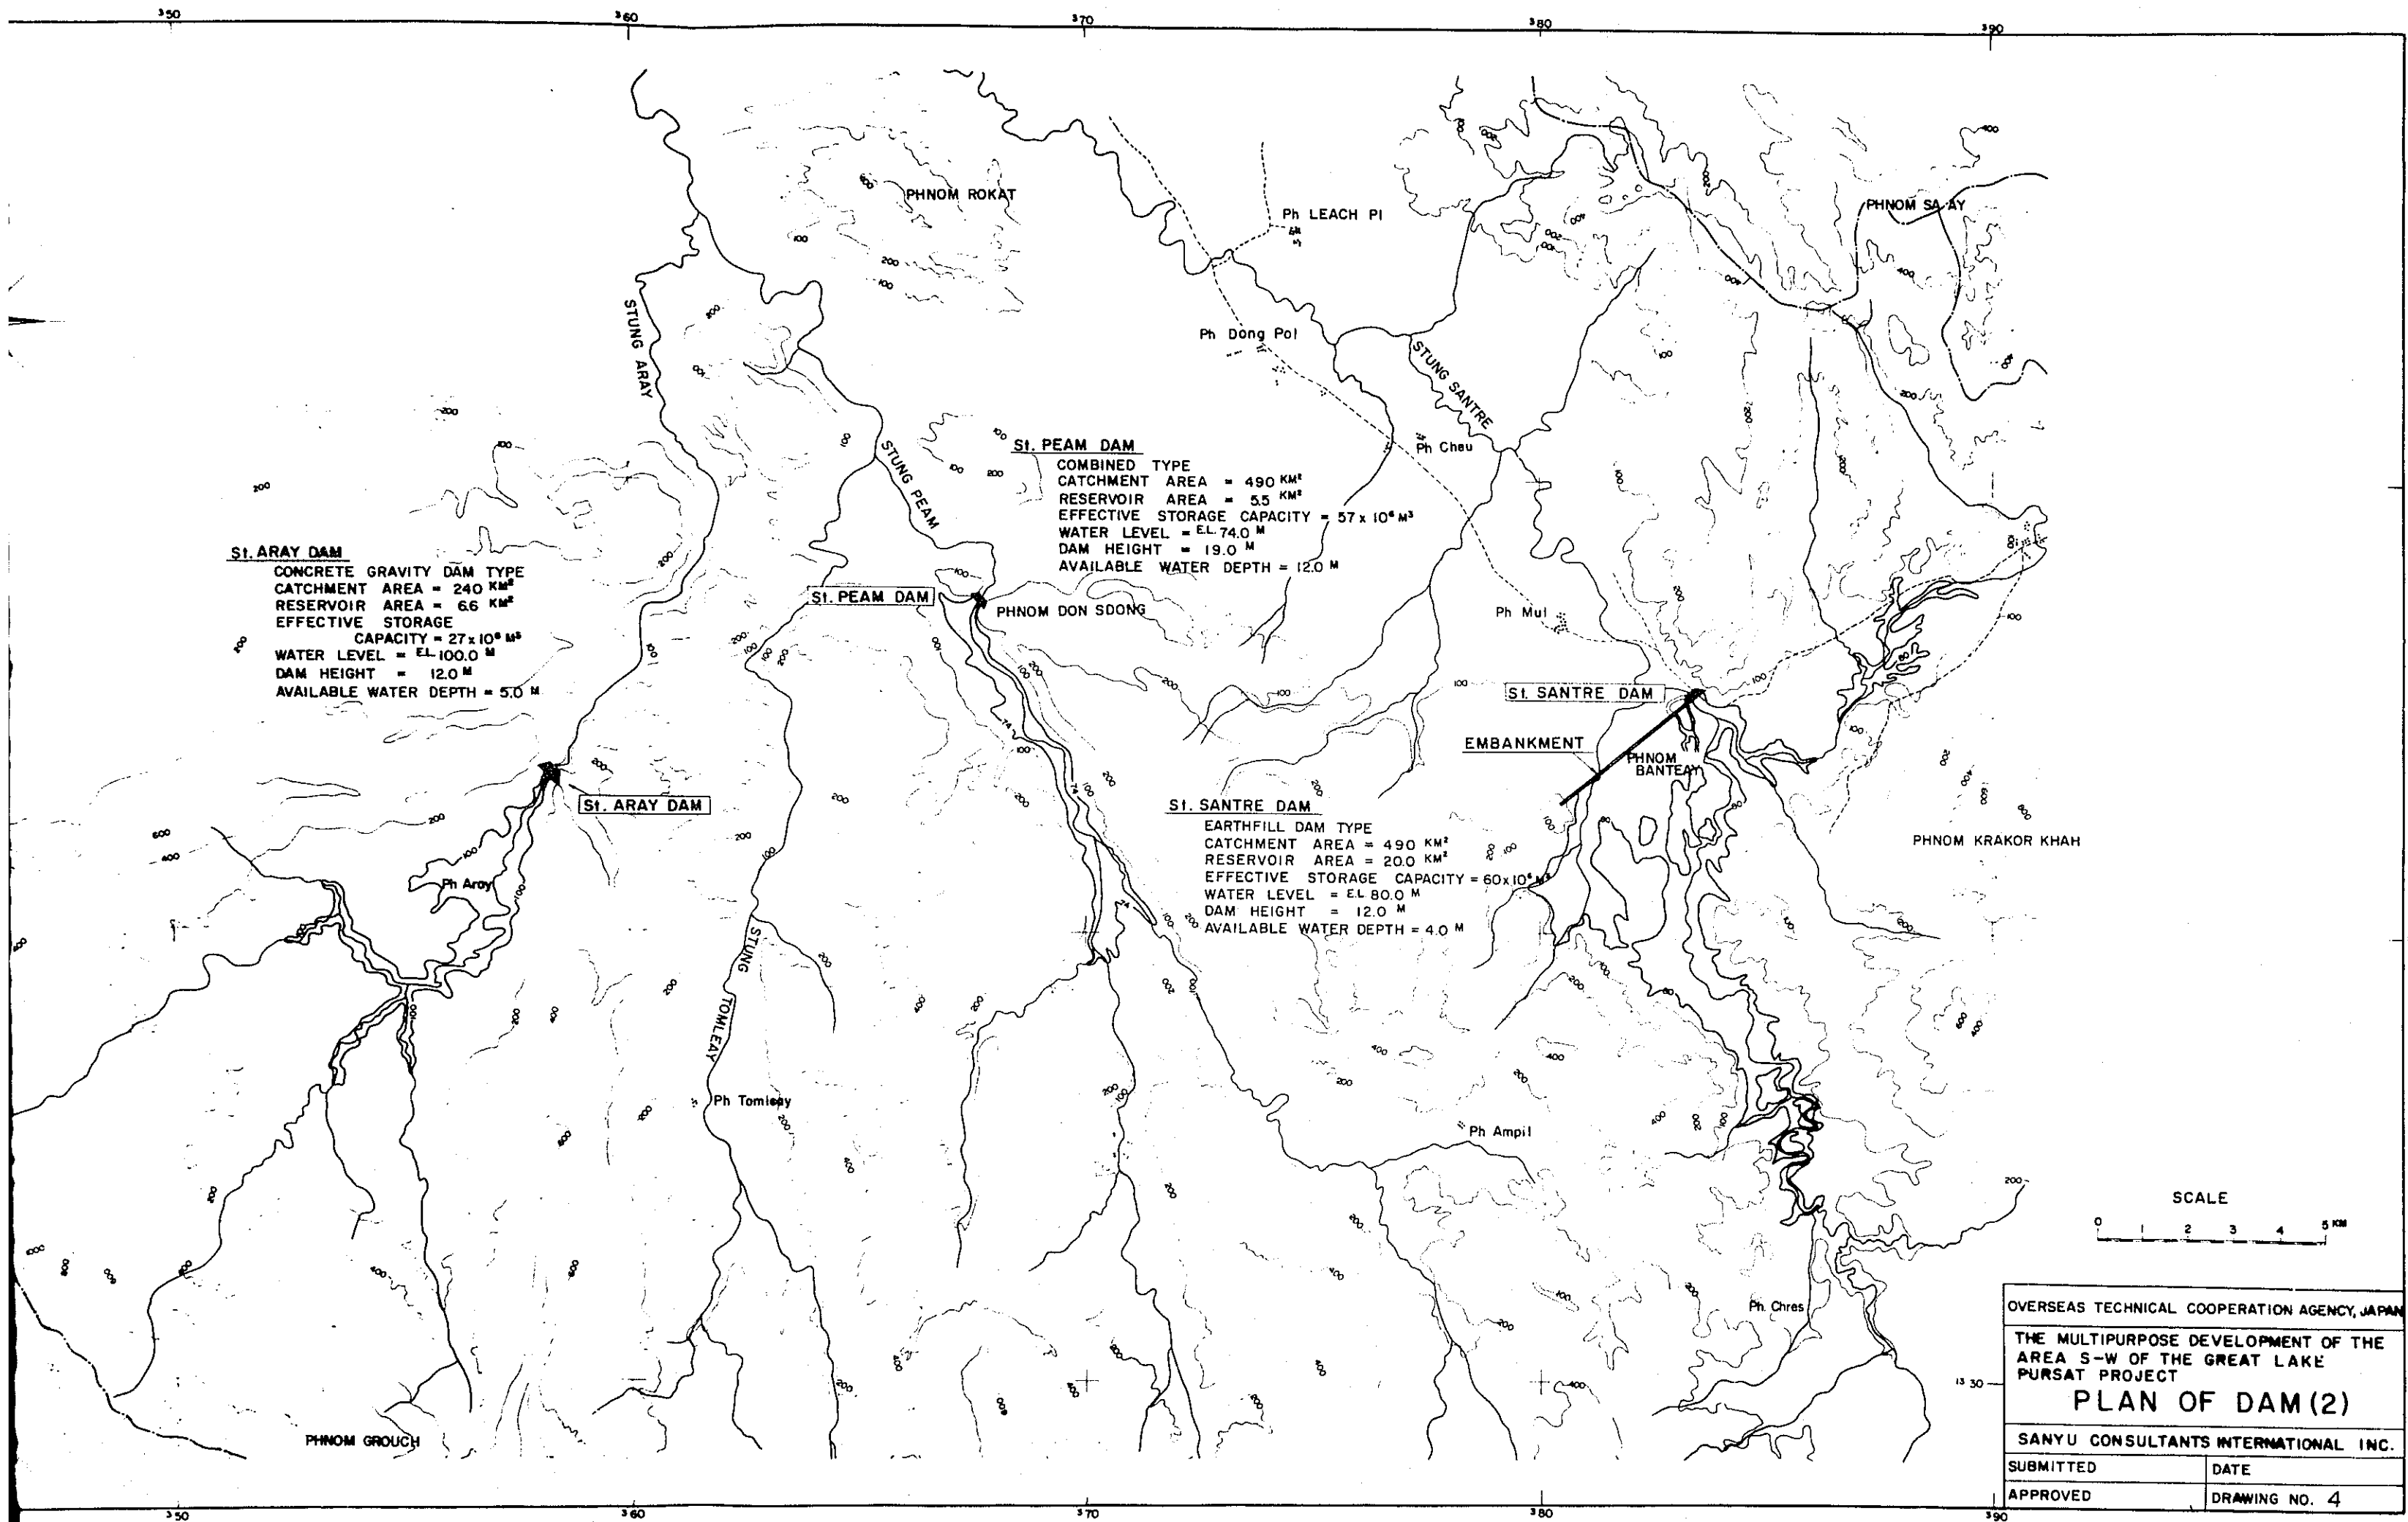 350
360
370
380
390
PHNOM ROKAT
Ph LEACH PI
PHNOM SA AY
Ph Dong Pol
STUNG ARAY
STUNG SANTRE
STUNG PEAM
Ph Chau
St. PEAM DAM
COMBINED TYPE
CATCHMENT AREA = 490 KM²
RESERVOIR AREA = 5.5 KM²
EFFECTIVE STORAGE CAPACITY = 57 x 10⁶ M³
WATER LEVEL = E.L. 74.0 M
DAM HEIGHT = 19.0 M
AVAILABLE WATER DEPTH = 12.0 M
St. ARAY DAM
CONCRETE GRAVITY DAM TYPE
CATCHMENT AREA = 240 KM²
RESERVOIR AREA = 6.6 KM²
EFFECTIVE STORAGE
CAPACITY = 27 x 10⁶ M³
WATER LEVEL = E.L 100.0 M
DAM HEIGHT = 12.0 M
AVAILABLE WATER DEPTH = 5.0 M
St. PEAM DAM
PHNOM DON SDONG
Ph Mul
St. SANTRE DAM
EMBANKMENT
PHNOM
BANTEAY
St. ARAY DAM
St. SANTRE DAM
EARTHFILL DAM TYPE
CATCHMENT AREA = 490 KM²
RESERVOIR AREA = 20.0 KM²
EFFECTIVE STORAGE CAPACITY = 60x10⁶ M³
WATER LEVEL = E.L 80.0 M
DAM HEIGHT = 12.0 M
AVAILABLE WATER DEPTH = 4.0 M
PHNOM KRAKOR KHAH
Ph Aray
STUNG
TOMLEAY
Ph Tomleay
Ph Ampil
Ph. Chres
PHNOM GROUCH
SCALE
0 1 2 3 4 5 KM
OVERSEAS TECHNICAL COOPERATION AGENCY, JAPAN
THE MULTIPURPOSE DEVELOPMENT OF THE
AREA S-W OF THE GREAT LAKE
PURSAT PROJECT
PLAN OF DAM (2)
SANYU CONSULTANTS INTERNATIONAL INC.
SUBMITTED
DATE
APPROVED
DRAWING NO. 4
13 30
350
360
370
380
390